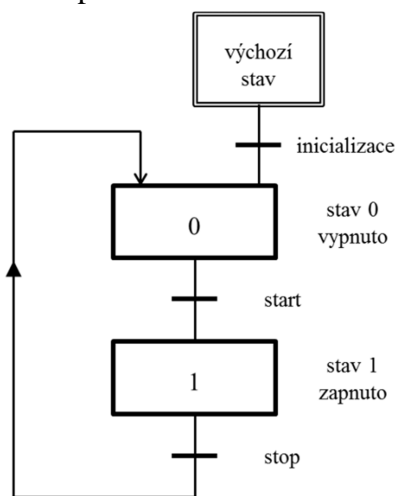 výchozí
stav
inicializace
0
stav 0
vypnuto
start
1
stav 1
zapnuto
stop